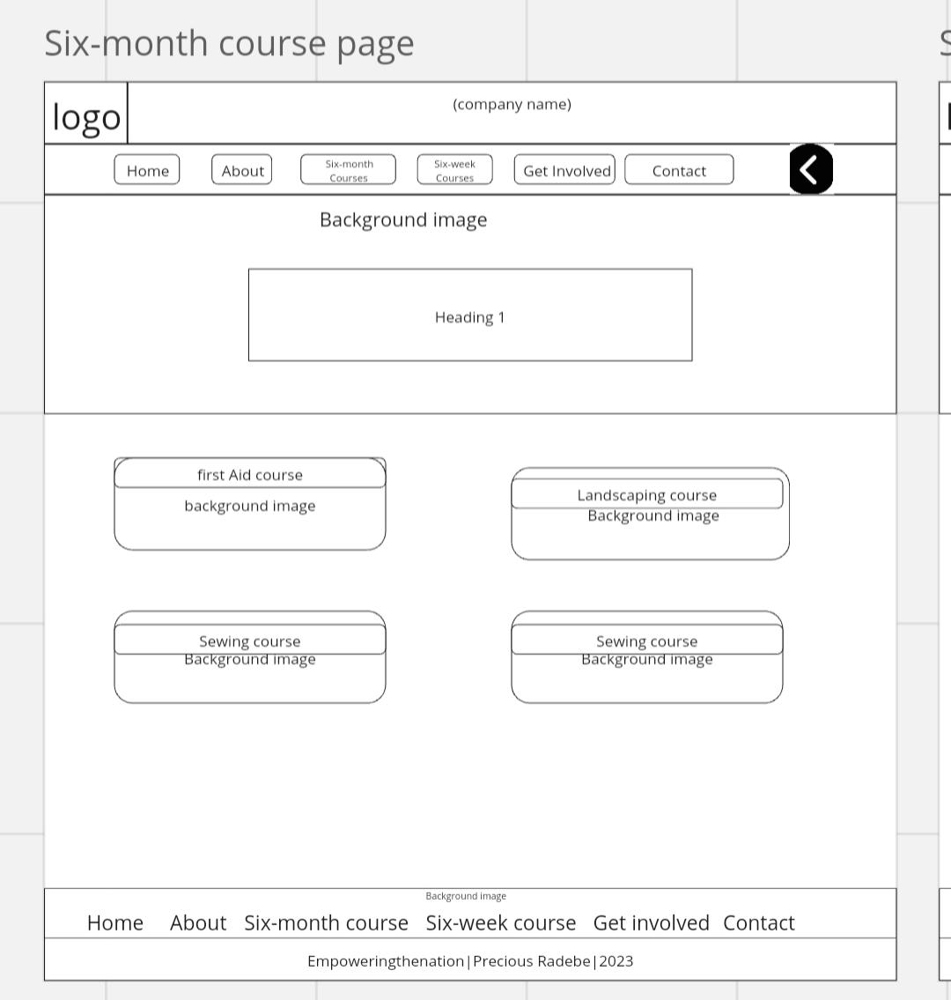 Six-month course page
logo
(company name)
Home
About
Six-month
Courses
Six-week
Courses
Get Involved
Contact
Background image
Heading 1
first Aid course
background image
Landscaping course
Background image
Sewing course
Background image
Sewing course
Background image
Background image
Home About Six-month course Six-week course Get involved Contact
Empoweringthenation|Precious Radebe|2023